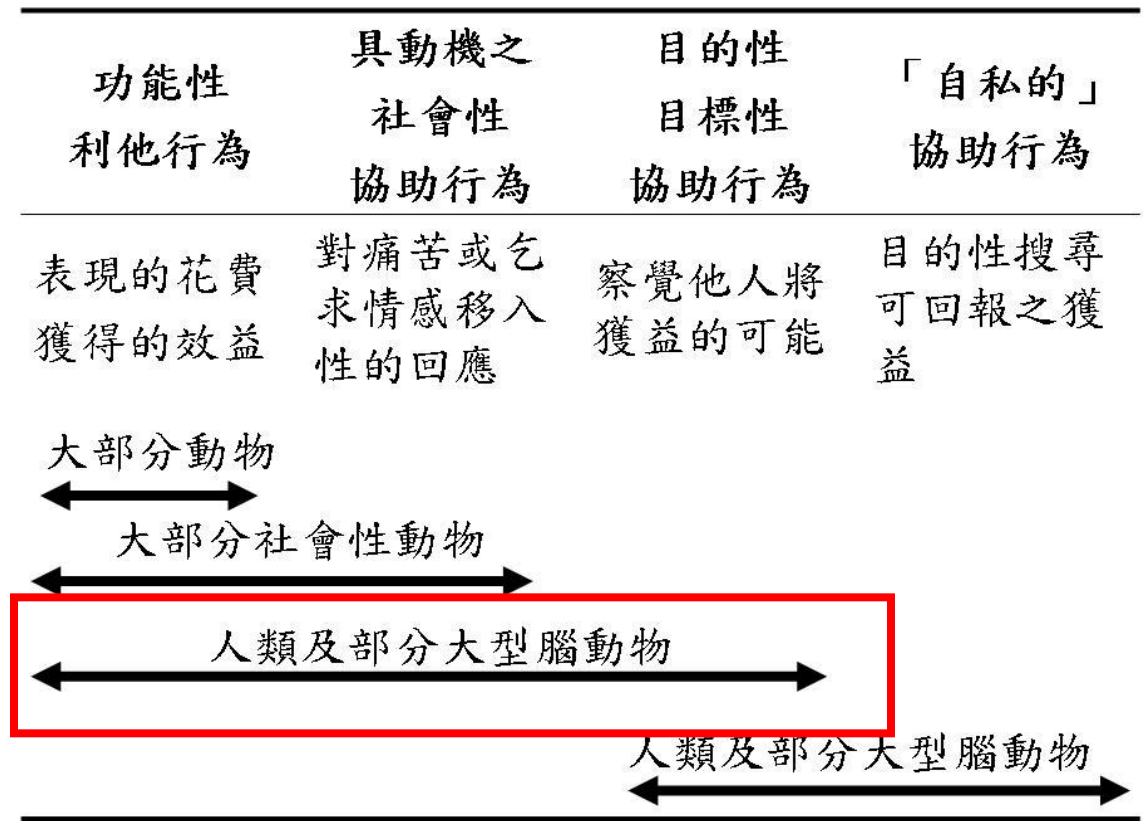 功能性
利他行為
具動機之
社會性
協助行為
目的性
目標性
協助行為
「自私的」
協助行為
表現的花費
獲得的效益
對痛苦或乞
求情感移入
性的回應
察覺他人將
獲益的可能
目的性搜尋
可回報之獲
益
大部分動物
大部分社會性動物
人類及部分大型腦動物
人類及部分大型腦動物